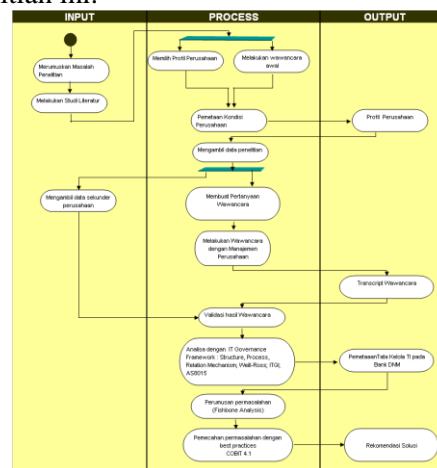 INPUT
PROCESS
OUTPUT
Merumuskan Masalah
Penelitian
Melakukan Studi Literatur
Memilih Profil Perusahaan
Melakukan wawancara
awal
Pemetaan Kondisi
Perusahaan
Profil Perusahaan
Mengambil data penelitian
Mengambil data sekunder
perusahaan
Membuat Pertanyaan
Wawancara
Melakukan Wawancara
dengan Manajemen
Perusahaan
Transcript Wawancara
Validasi hasil Wawancara
Analisa dengan IT Governance
Framework : Structure, Process,
Relation Mechanism; Weill-Ross; ITGI;
AS8015
PemetaaanTata Kelola TI pada
Bank DNM
Perumusan permasalahan
(Fishbone Analysis)
Pemecahan permasalahan dengan
best practices
COBIT 4.1
Rekomendasi Solusi